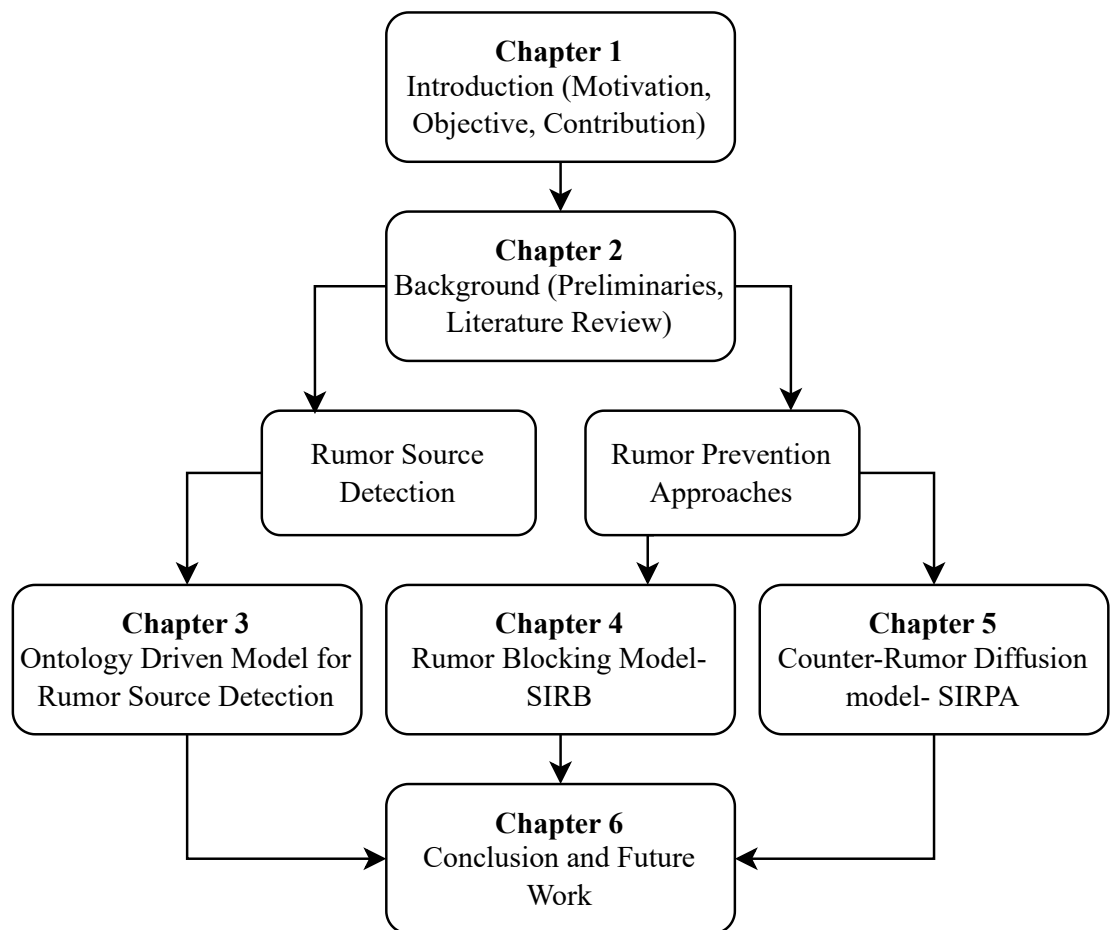 Chapter 1
Introduction (Motivation,
Objective, Contribution)
Chapter 2
Background (Preliminaries,
Literature Review)
Rumor Source
Detection
Rumor Prevention
Approaches
Chapter 3
Ontology Driven Model for
Rumor Source Detection
Chapter 4
Rumor Blocking Model-
SIRB
Chapter 5
Counter-Rumor Diffusion
model- SIRPA
Chapter 6
Conclusion and Future
Work